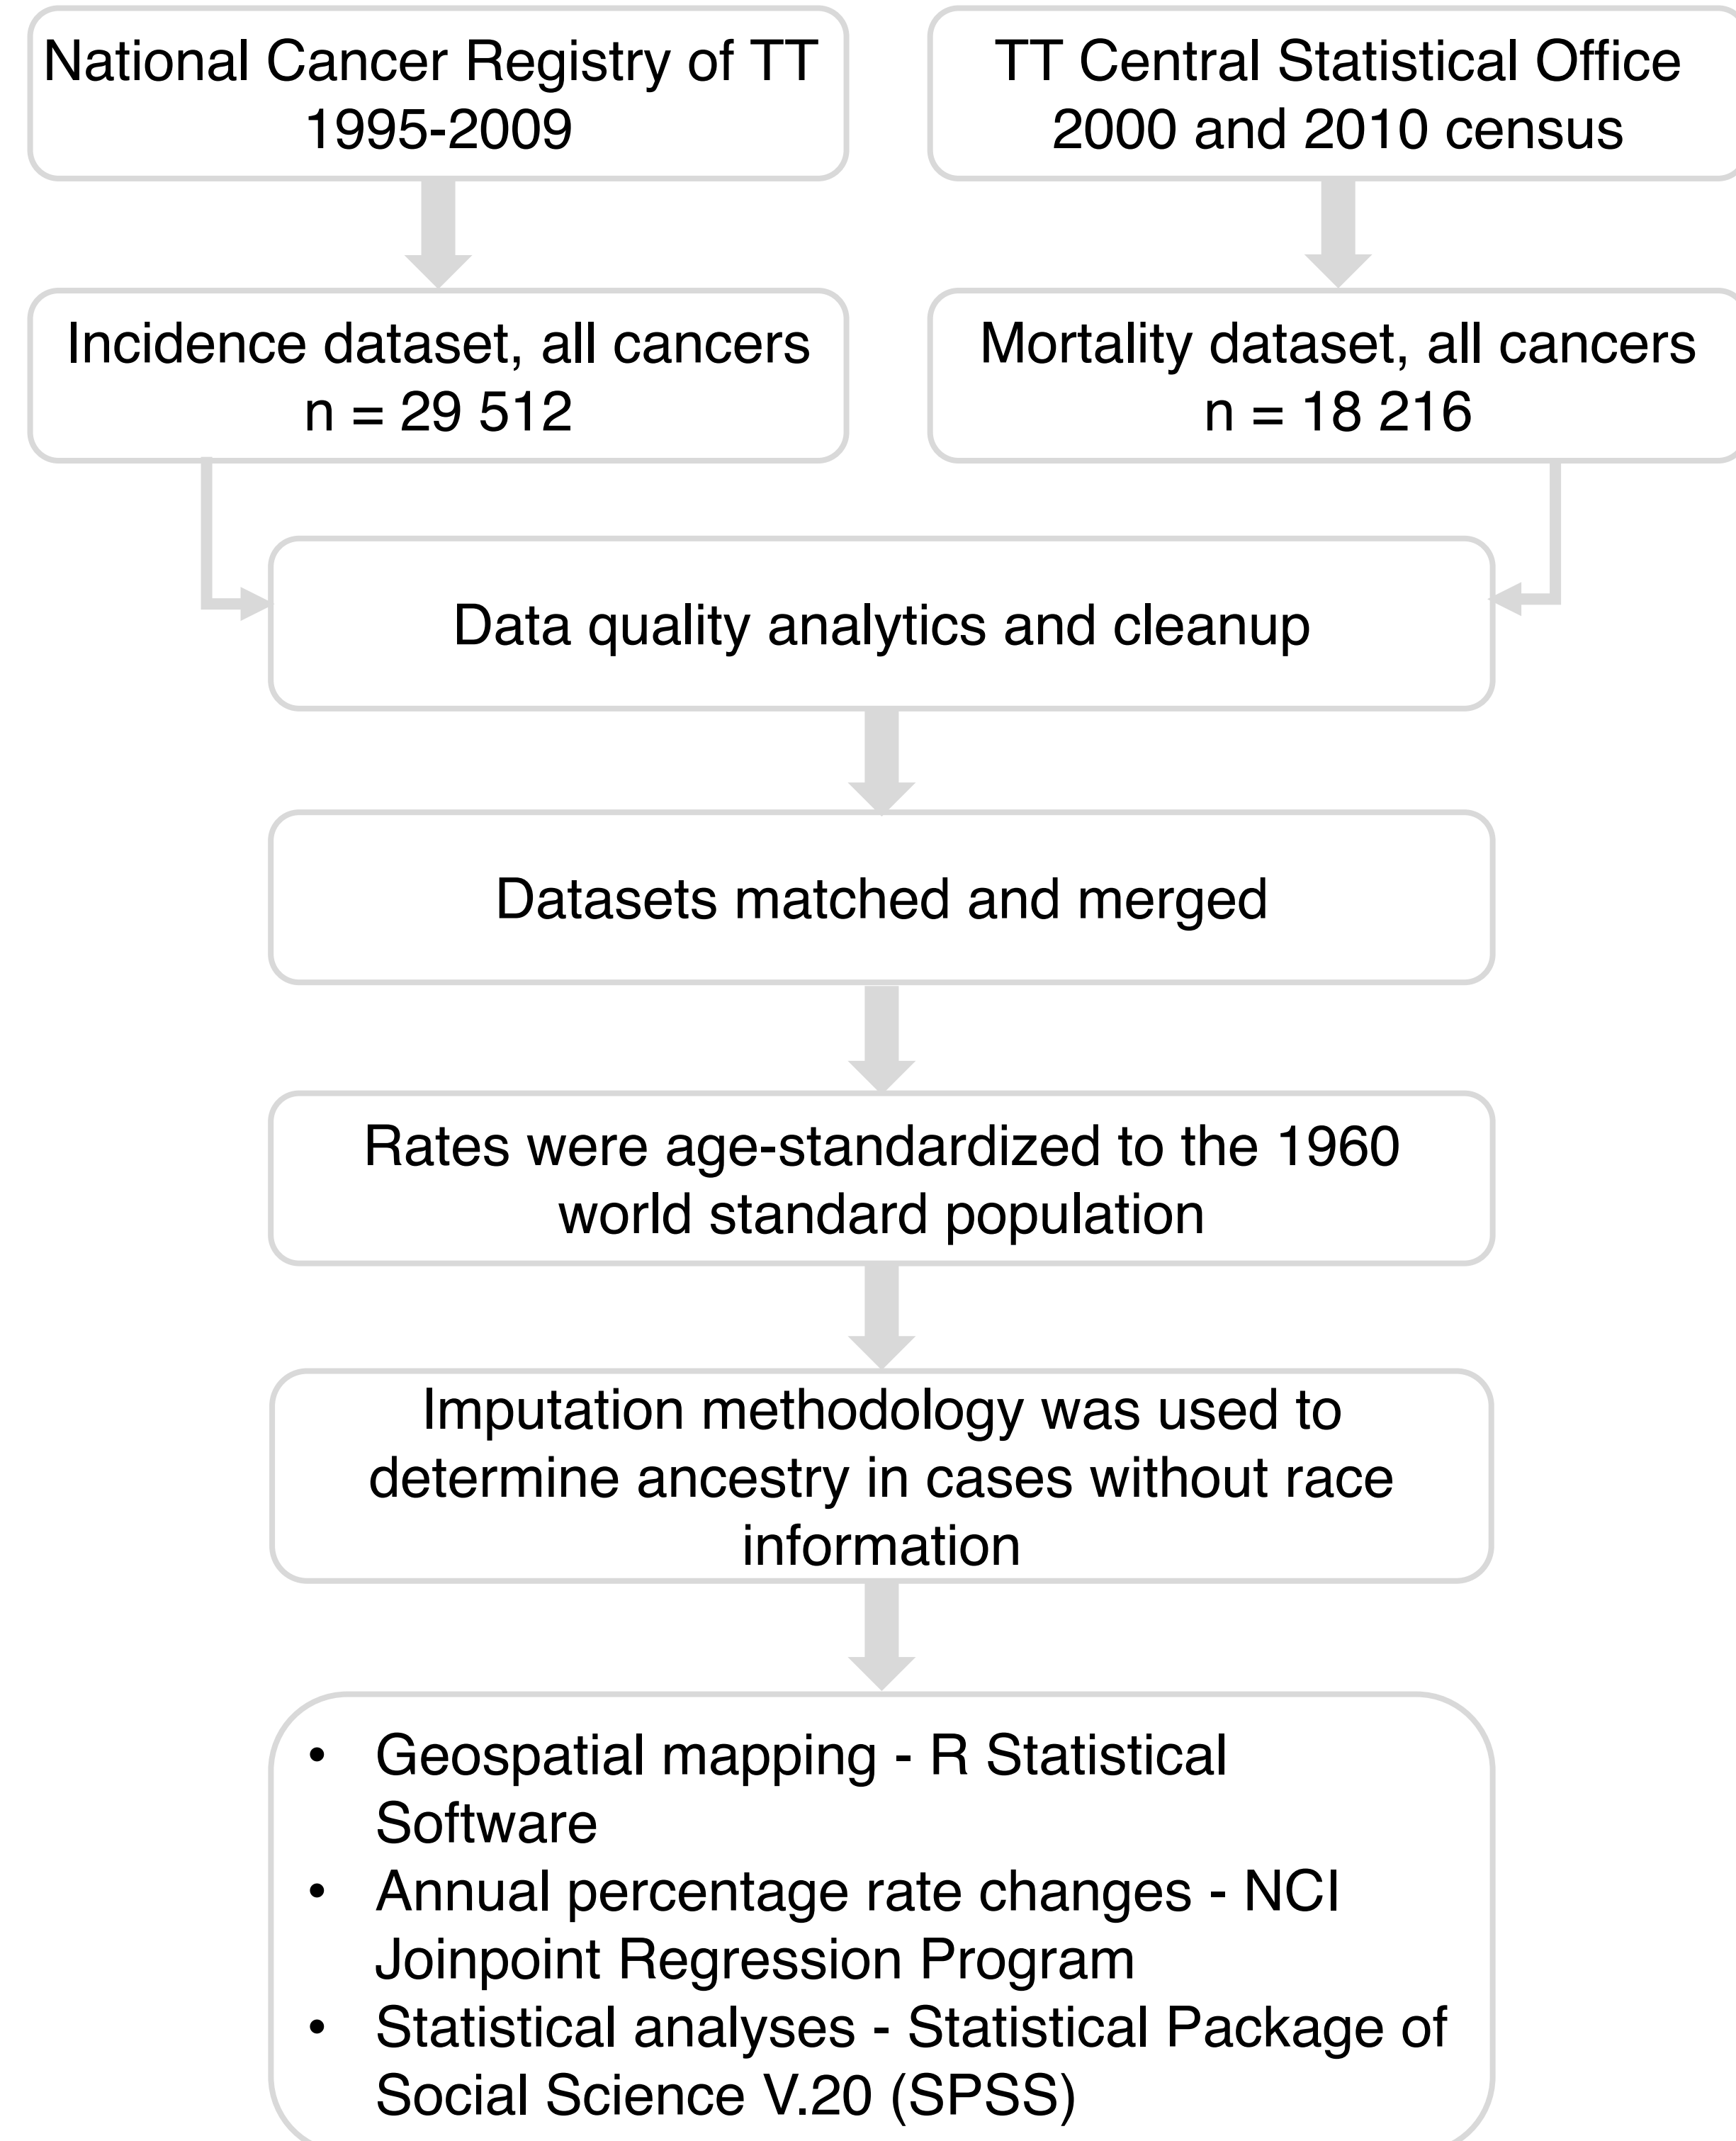 National Cancer Registry of TT
1995-2009
TT Central Statistical Office
2000 and 2010 census
Incidence dataset, all cancers
n = 29 512
Mortality dataset, all cancers
n = 18 216
Data quality analytics and cleanup
Datasets matched and merged
Rates were age-standardized to the 1960
world standard population
Imputation methodology was used to
determine ancestry in cases without race
information
• Geospatial mapping - R Statistical
Software
• Annual percentage rate changes - NCI
Joinpoint Regression Program
• Statistical analyses - Statistical Package of
Social Science V.20 (SPSS)